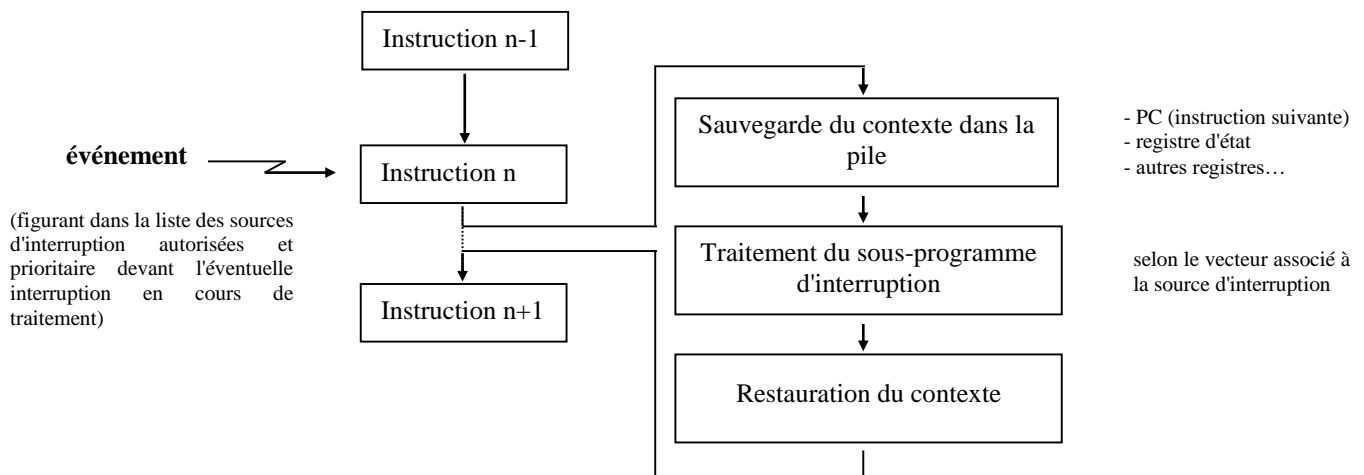 Instruction n-1
événement
(figurant dans la liste des sources
d'interruption autorisées et
prioritaire devant l'éventuelle
interruption en cours de
traitement)
Instruction n
Instruction n+1
Sauvegarde du contexte dans la
pile
- PC (instruction suivante)
- registre d'état
- autres registres…
Traitement du sous-programme
d'interruption
selon le vecteur associé à
la source d'interruption
Restauration du contexte